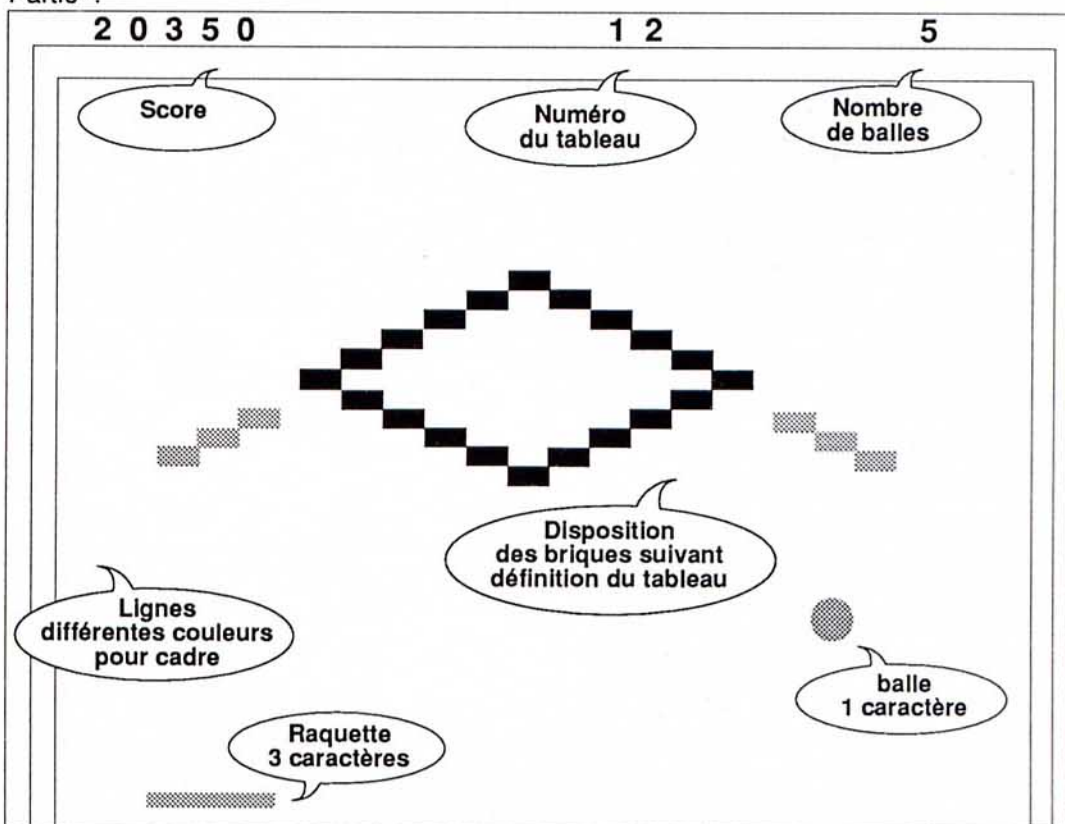 2 0 3 5 0 1 2 5
Score
Numéro
du tableau
Nombre
de balles
Disposition
des briques suivant
définition du tableau
Lignes
différentes couleurs
pour cadre
balle
1 caractère
Raquette
3 caractères